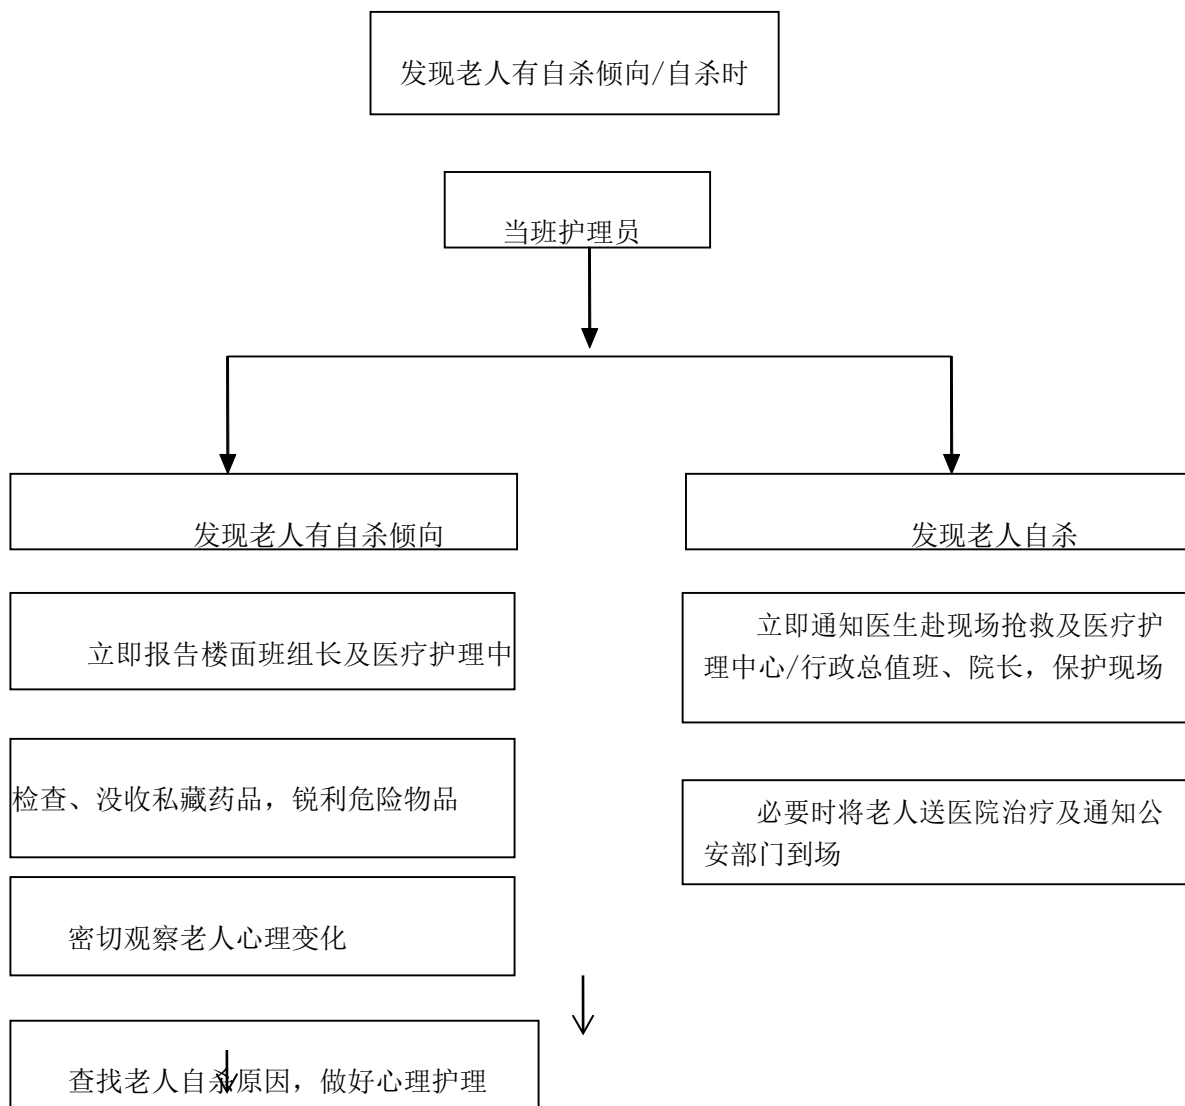 发现老人有自杀倾向/自杀时
当班护理员
发现老人有自杀倾向
发现老人自杀
立即报告楼面班组长及医疗护理中
立即通知医生赴现场抢救及医疗护
理中心/行政总值班、院长，保护现场
检查、没收私藏药品，锐利危险物品
必要时将老人送医院治疗及通知公
安部门到场
密切观察老人心理变化
查找老人自杀原因，做好心理护理